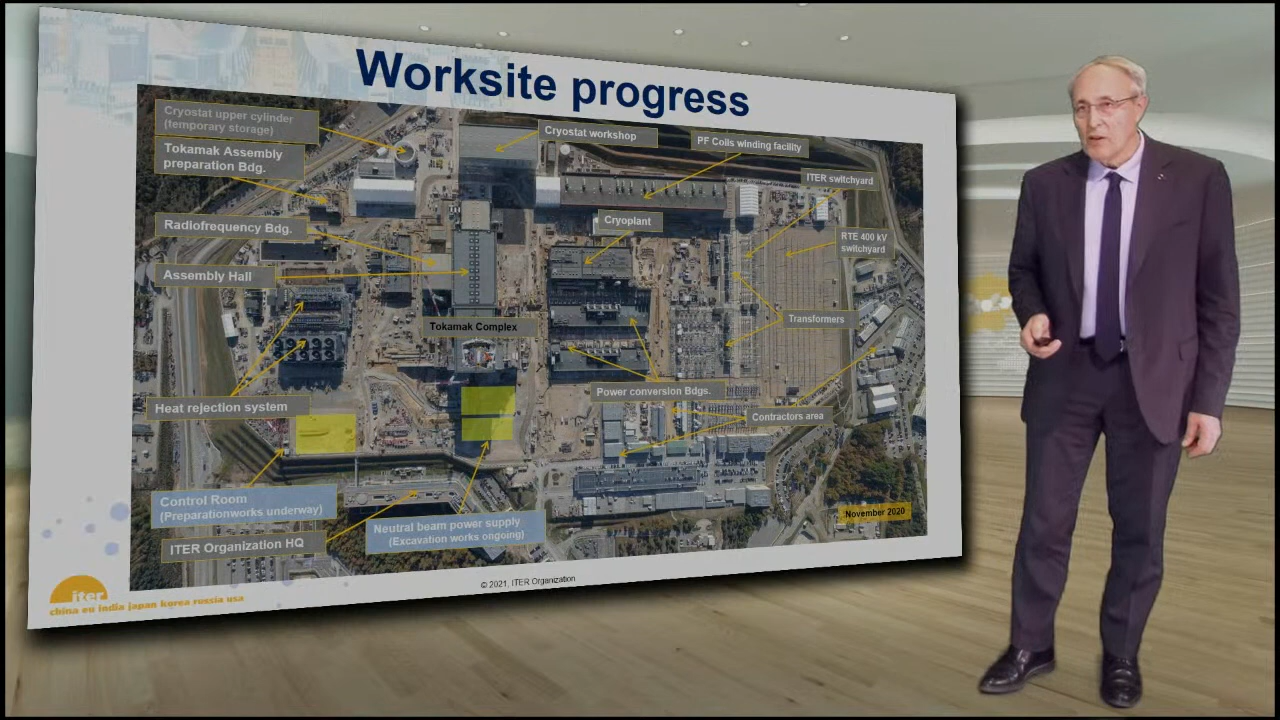 Worksite progress
Cryostat upper cylinder
(temporary storage)
Tokamak Assembly
preparation Bdg.
Cryostat workshop
PF Coils winding facility
ITER switchyard
Radiofrequency Bdg.
Cryoplant
RTE 400 kV
switchyard
Assembly Hall
Tokamak Complex
Transformers
Heat rejection system
Power conversion Bdgs.
Contractors area
Control Room
(Preparationworks underway)
Neutral beam power supply
(Excavation works ongoing)
November 2020
ITER Organization HQ
© 2021, ITER Organization
iter
china eu india japan korea russia usa